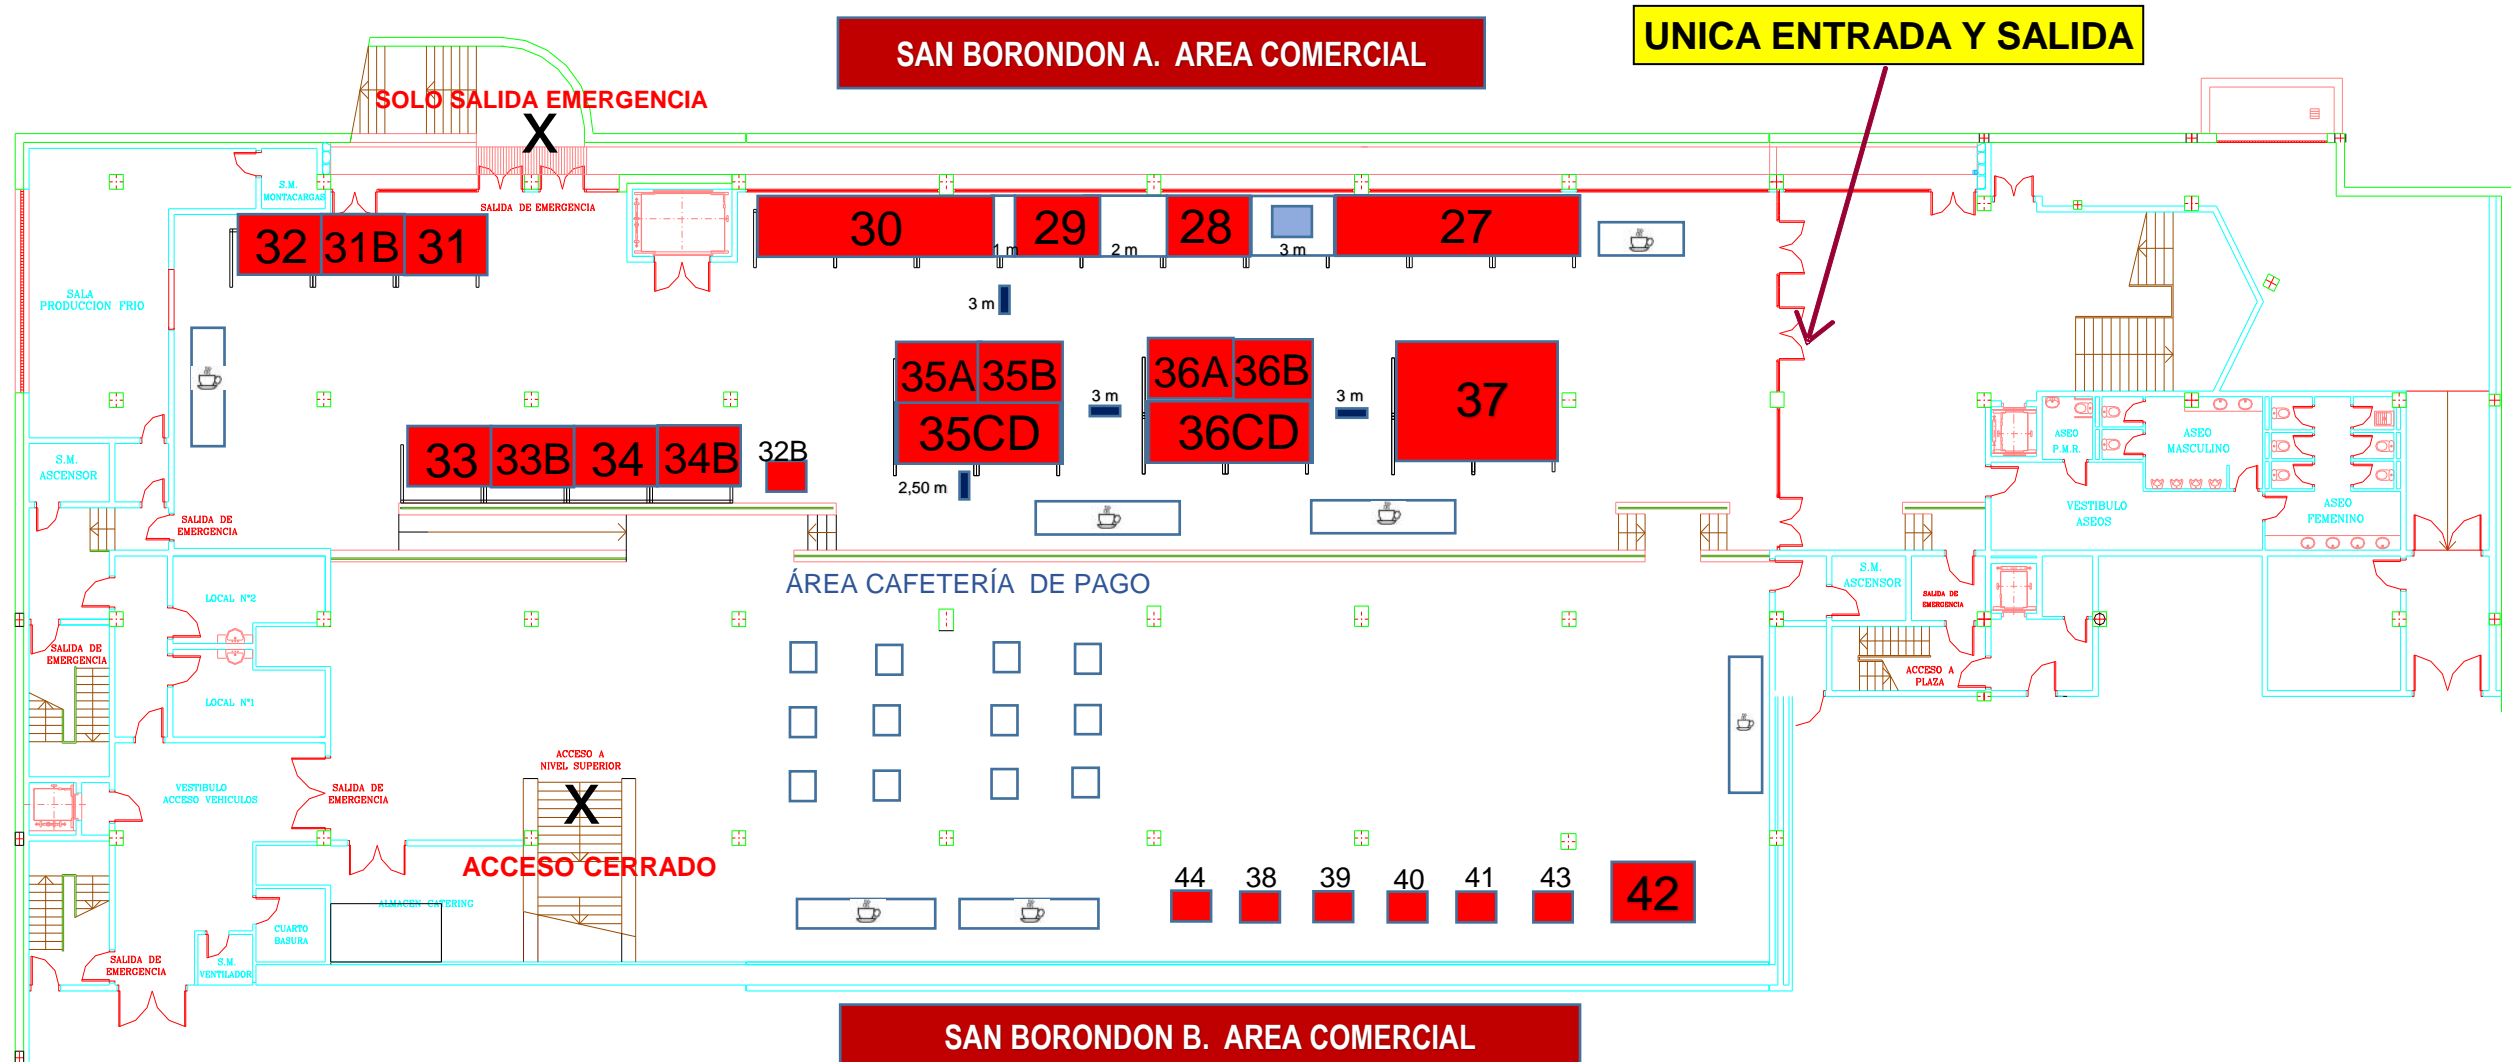 SAN BORONDON A. AREA COMERCIAL
UNICA ENTRADA Y SALIDA
SOLO SALIDA EMERGENCIA
X
S.M.
MONTACARGAS
SALIDA DE EMERGENCIA
32
31B
31
30
29
28
27
1 m
2 m
3 m
SALA
PRODUCCION FRIO
3 m
35A
35B
36A
36B
37
3 m
3 m
35CD
36CD
33
33B
34
34B
32B
2,50 m
S.M.
ASCENSOR
SALIDA DE
EMERGENCIA
ASEO
P.M.R.
ASEO
MASCULINO
VESTIBULO
ASEOS
ASEO
FEMENINO
ÁREA CAFETERÍA DE PAGO
S.M.
ASCENSOR
SALIDA DE
EMERGENCIA
LOCAL Nº2
SALIDA DE
EMERGENCIA
LOCAL Nº1
ACCESO A
PLAZA
ACCESO A
NIVEL SUPERIOR
X
VESTIBULO
ACCESO VEHICULOS
SALIDA DE
EMERGENCIA
ACCESO CERRADO
ALMACEN CATERING
44
38
39
40
41
43
42
CUARTO
BASURA
SALIDA DE
EMERGENCIA
S.M.
VENTILADOR
SAN BORONDON B. AREA COMERCIAL